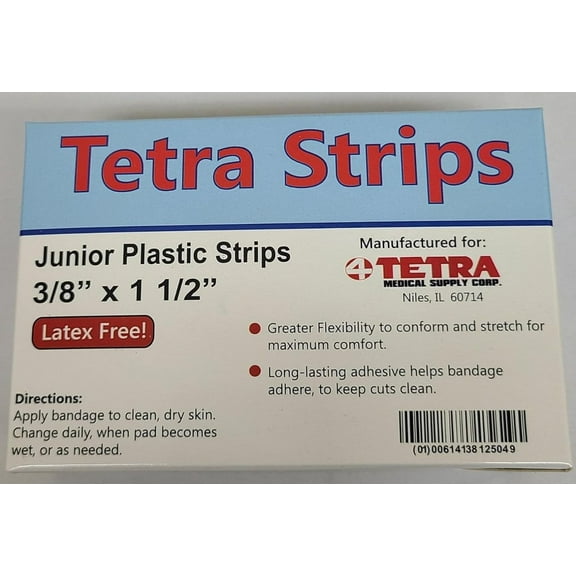 Tetra Strips
Junior Plastic Strips
3/8” x 1 1/2”
Latex Free!
Manufactured for:
4 TETRA
MEDICAL SUPPLY CORP.
Niles, IL 60714
Greater Flexibility to conform and stretch for
maximum comfort.
Long-lasting adhesive helps bandage
adhere, to keep cuts clean.
Directions:
Apply bandage to clean, dry skin.
Change daily, when pad becomes
wet, or as needed.
(01)00614138125049